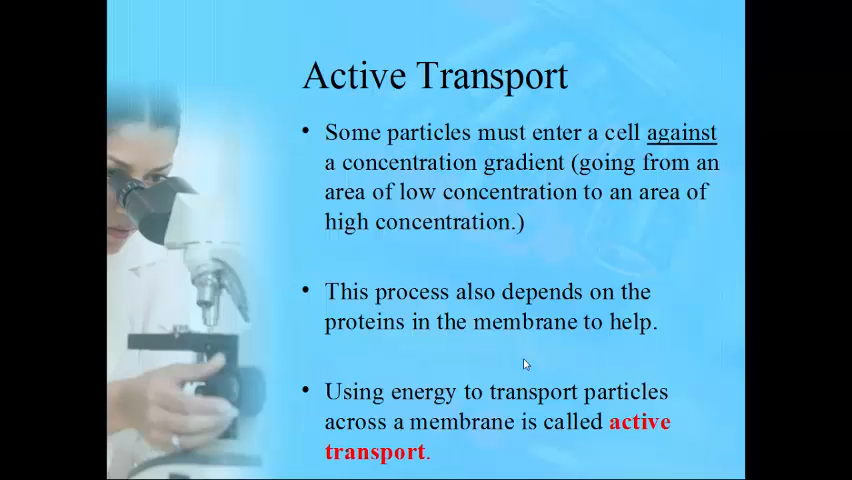 Active Transport
• Some particles must enter a cell against
a concentration gradient (going from an
area of low concentration to an area of
high concentration.)
• This process also depends on the
proteins in the membrane to help.
• Using energy to transport particles
across a membrane is called active
transport.